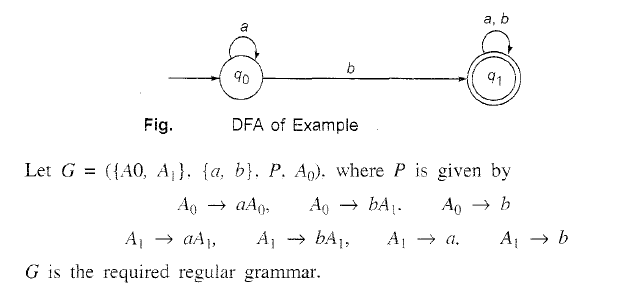 a
a, b
q₀
b
q₁
Fig. DFA of Example
Let G = ({A0, A₁}. {a, b}. P. A₀). where P is given by
A₀ → aA₀, A₀ → bA₁. A₀ → b
A₁ → aA₁, A₁ → bA₁, A₁ → a. A₁ → b
G is the required regular grammar.